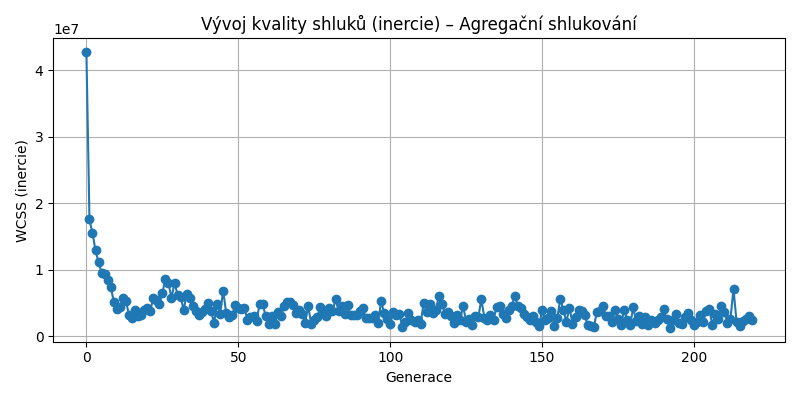 Vývoj kvality shluků (inercie) – Agregační shlukování
1e7
4
3
2
1
0
WCSS (inercie)
0 50 100 150 200
Generace